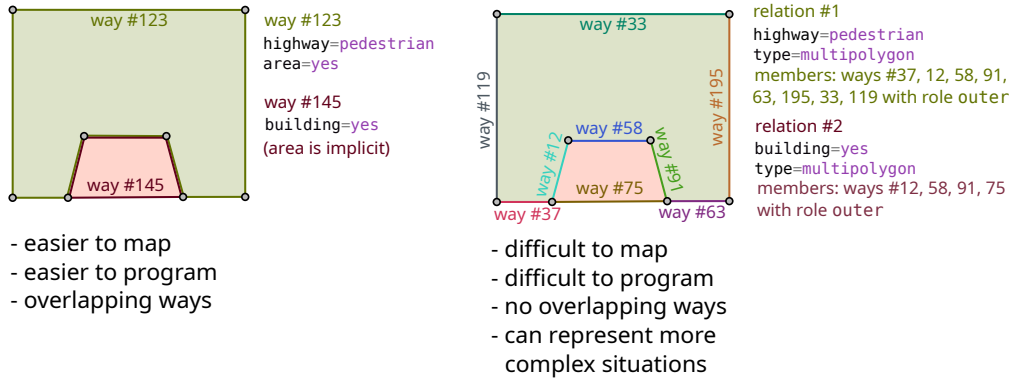 way #123
way #123
highway=pedestrian
area=yes
way #145
building=yes
(area is implicit)
way #145
- easier to map
- easier to program
- overlapping ways
way #33
way #119
way #195
way #58
way #12
way #91
way #75
way #37
way #63
relation #1
highway=pedestrian
type=multipolygon
members: ways #37, 12, 58, 91,
63, 195, 33, 119 with role outer
relation #2
building=yes
type=multipolygon
members: ways #12, 58, 91, 75
with role outer
- difficult to map
- difficult to program
- no overlapping ways
- can represent more
complex situations